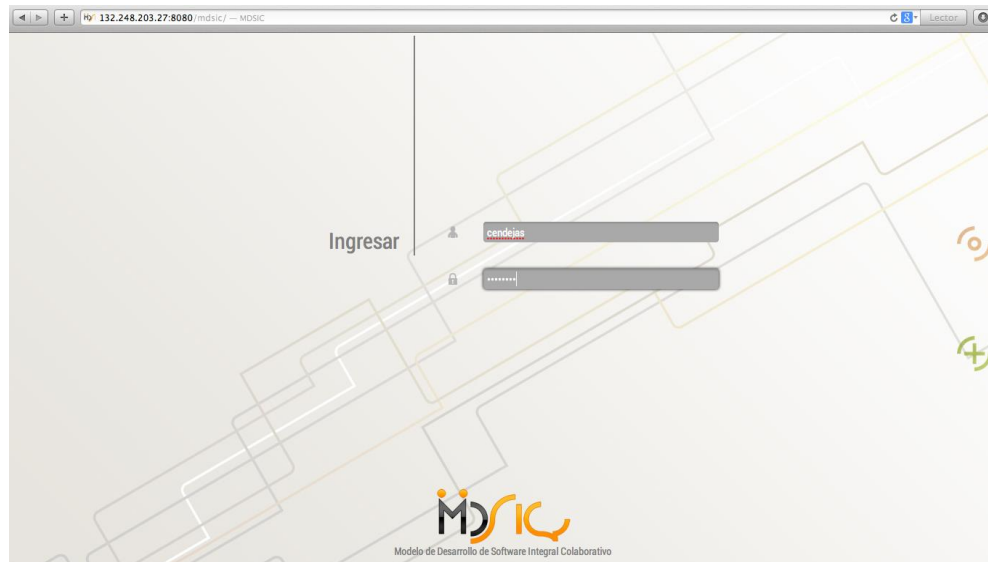 132.248.203.27:8080/mdsic/ — MDSIC
Lector
Ingresar
cendejas
••••••••
MDSIC
Modelo de Desarrollo de Software Integral Colaborativo